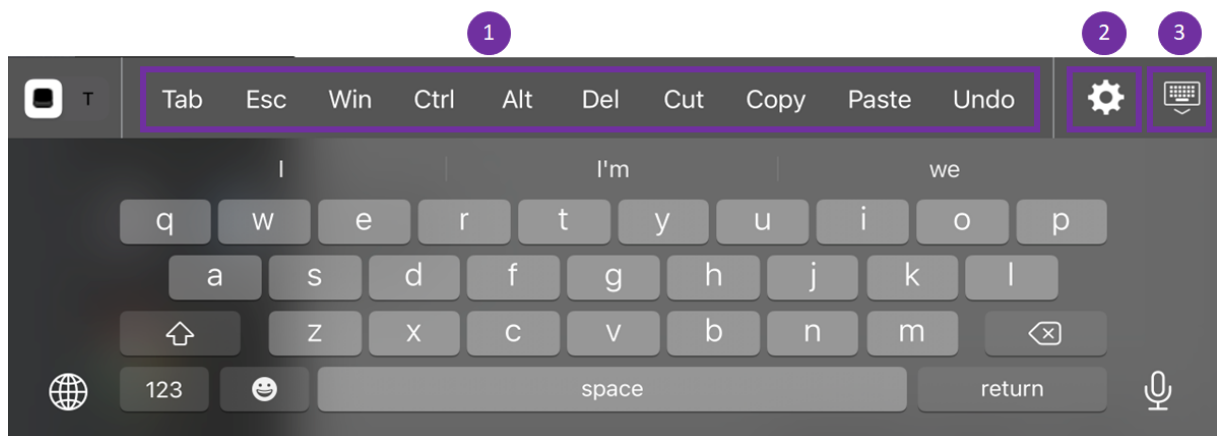 1 2 3
T Tab Esc Win Ctrl Alt Del Cut Copy Paste Undo
I I'm we
q w e r t y u i o p
a s d f g h j k l
z x c v b n m
123 space return